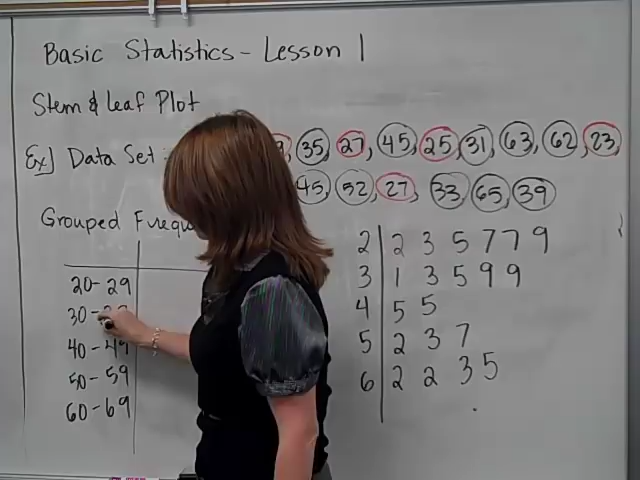 Basic Statistics - Lesson 1
Stem & Leaf Plot
Ex) Data Set : 35, 27, 45, 25, 31, 63, 62, 23,
45, 52, 27, 33, 65, 39
Grouped
20 - 29
30 -
40 - 49
50 - 59
60 - 69
2 | 2 3 5 7 7 9
3 | 1 3 5 9 9
4 | 5 5
5 | 2 3 7
6 | 2 2 3 5